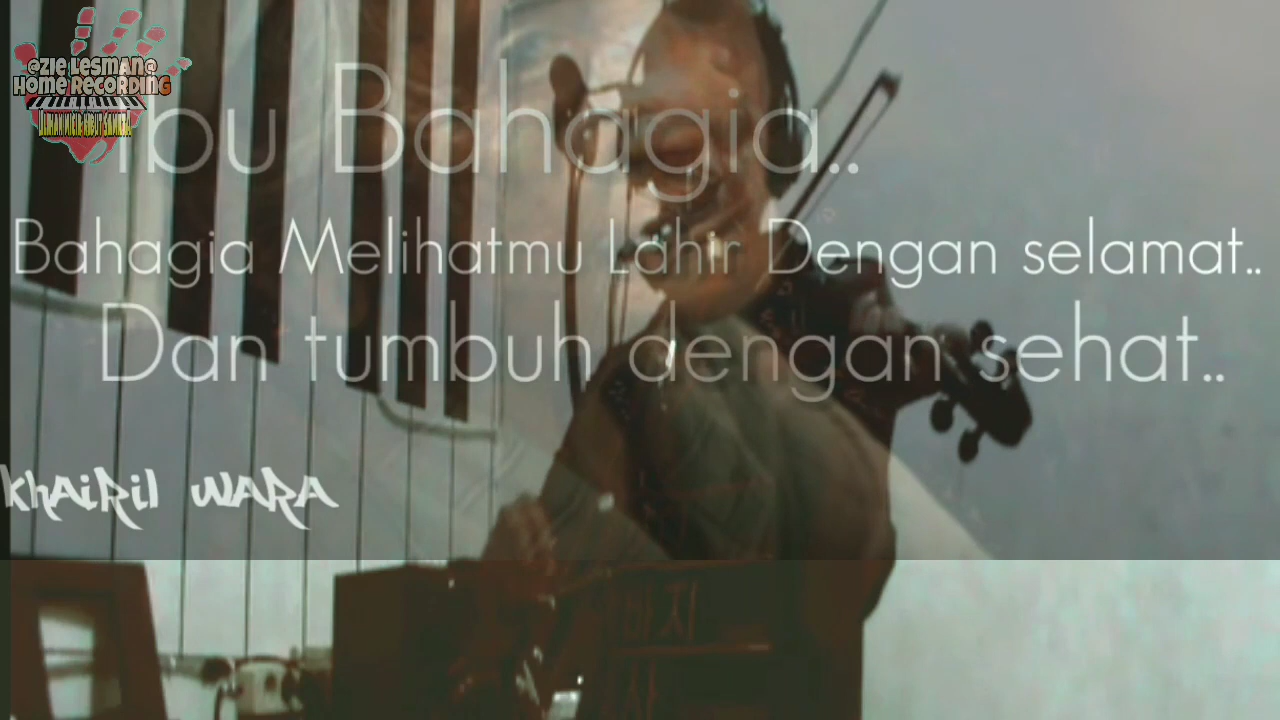 @ZIE LESMAN@
HOME RECORDING
Ibu Bahagia..
Bahagia Melihatmu Lahir Dengan selamat..
Dan tumbuh dengan sehat..
khAiRil wARA